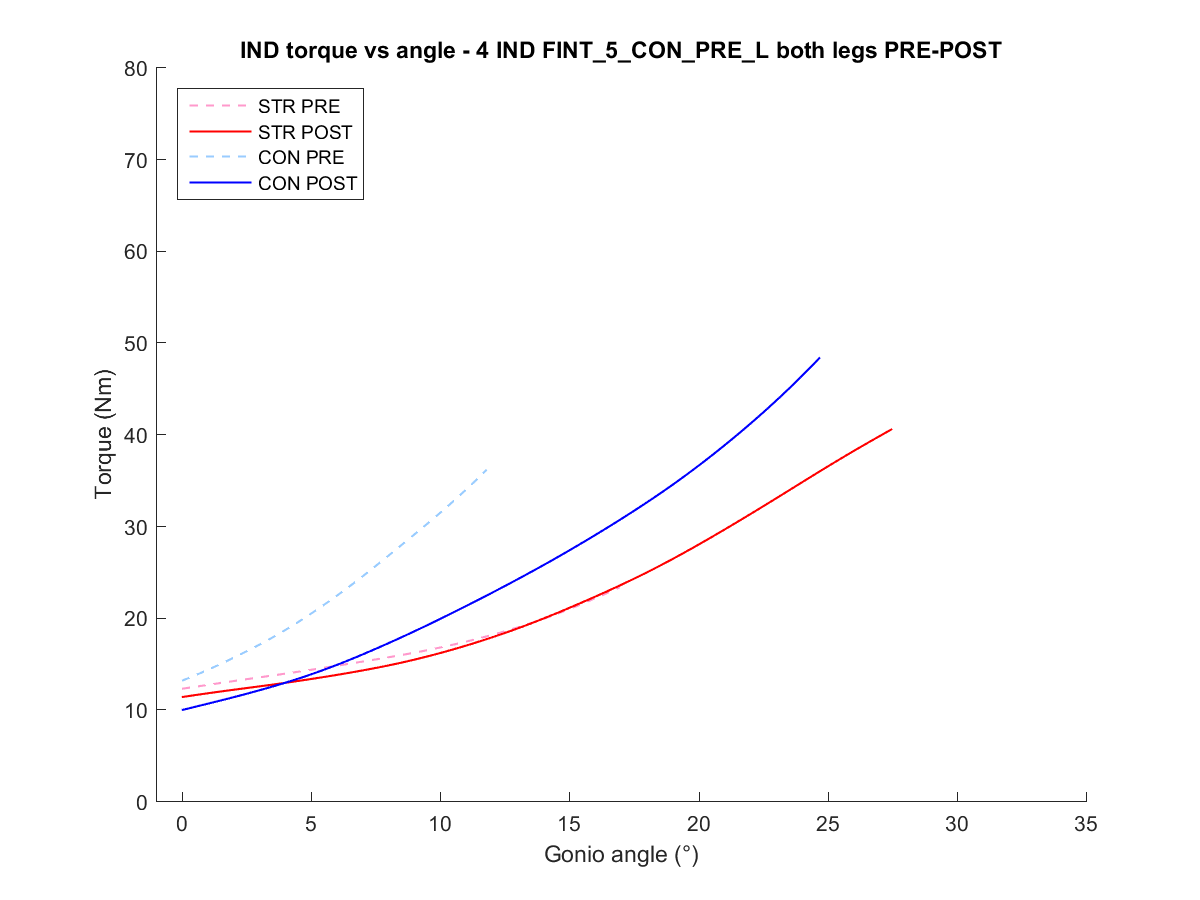 IND torque vs angle - 4 IND FINT_5_CON_PRE_L both legs PRE-POST
80
70
60
50
40
30
20
10
0
Torque (Nm)
STR PRE
STR POST
CON PRE
CON POST
0 5 10 15 20 25 30 35
Gonio angle (°)